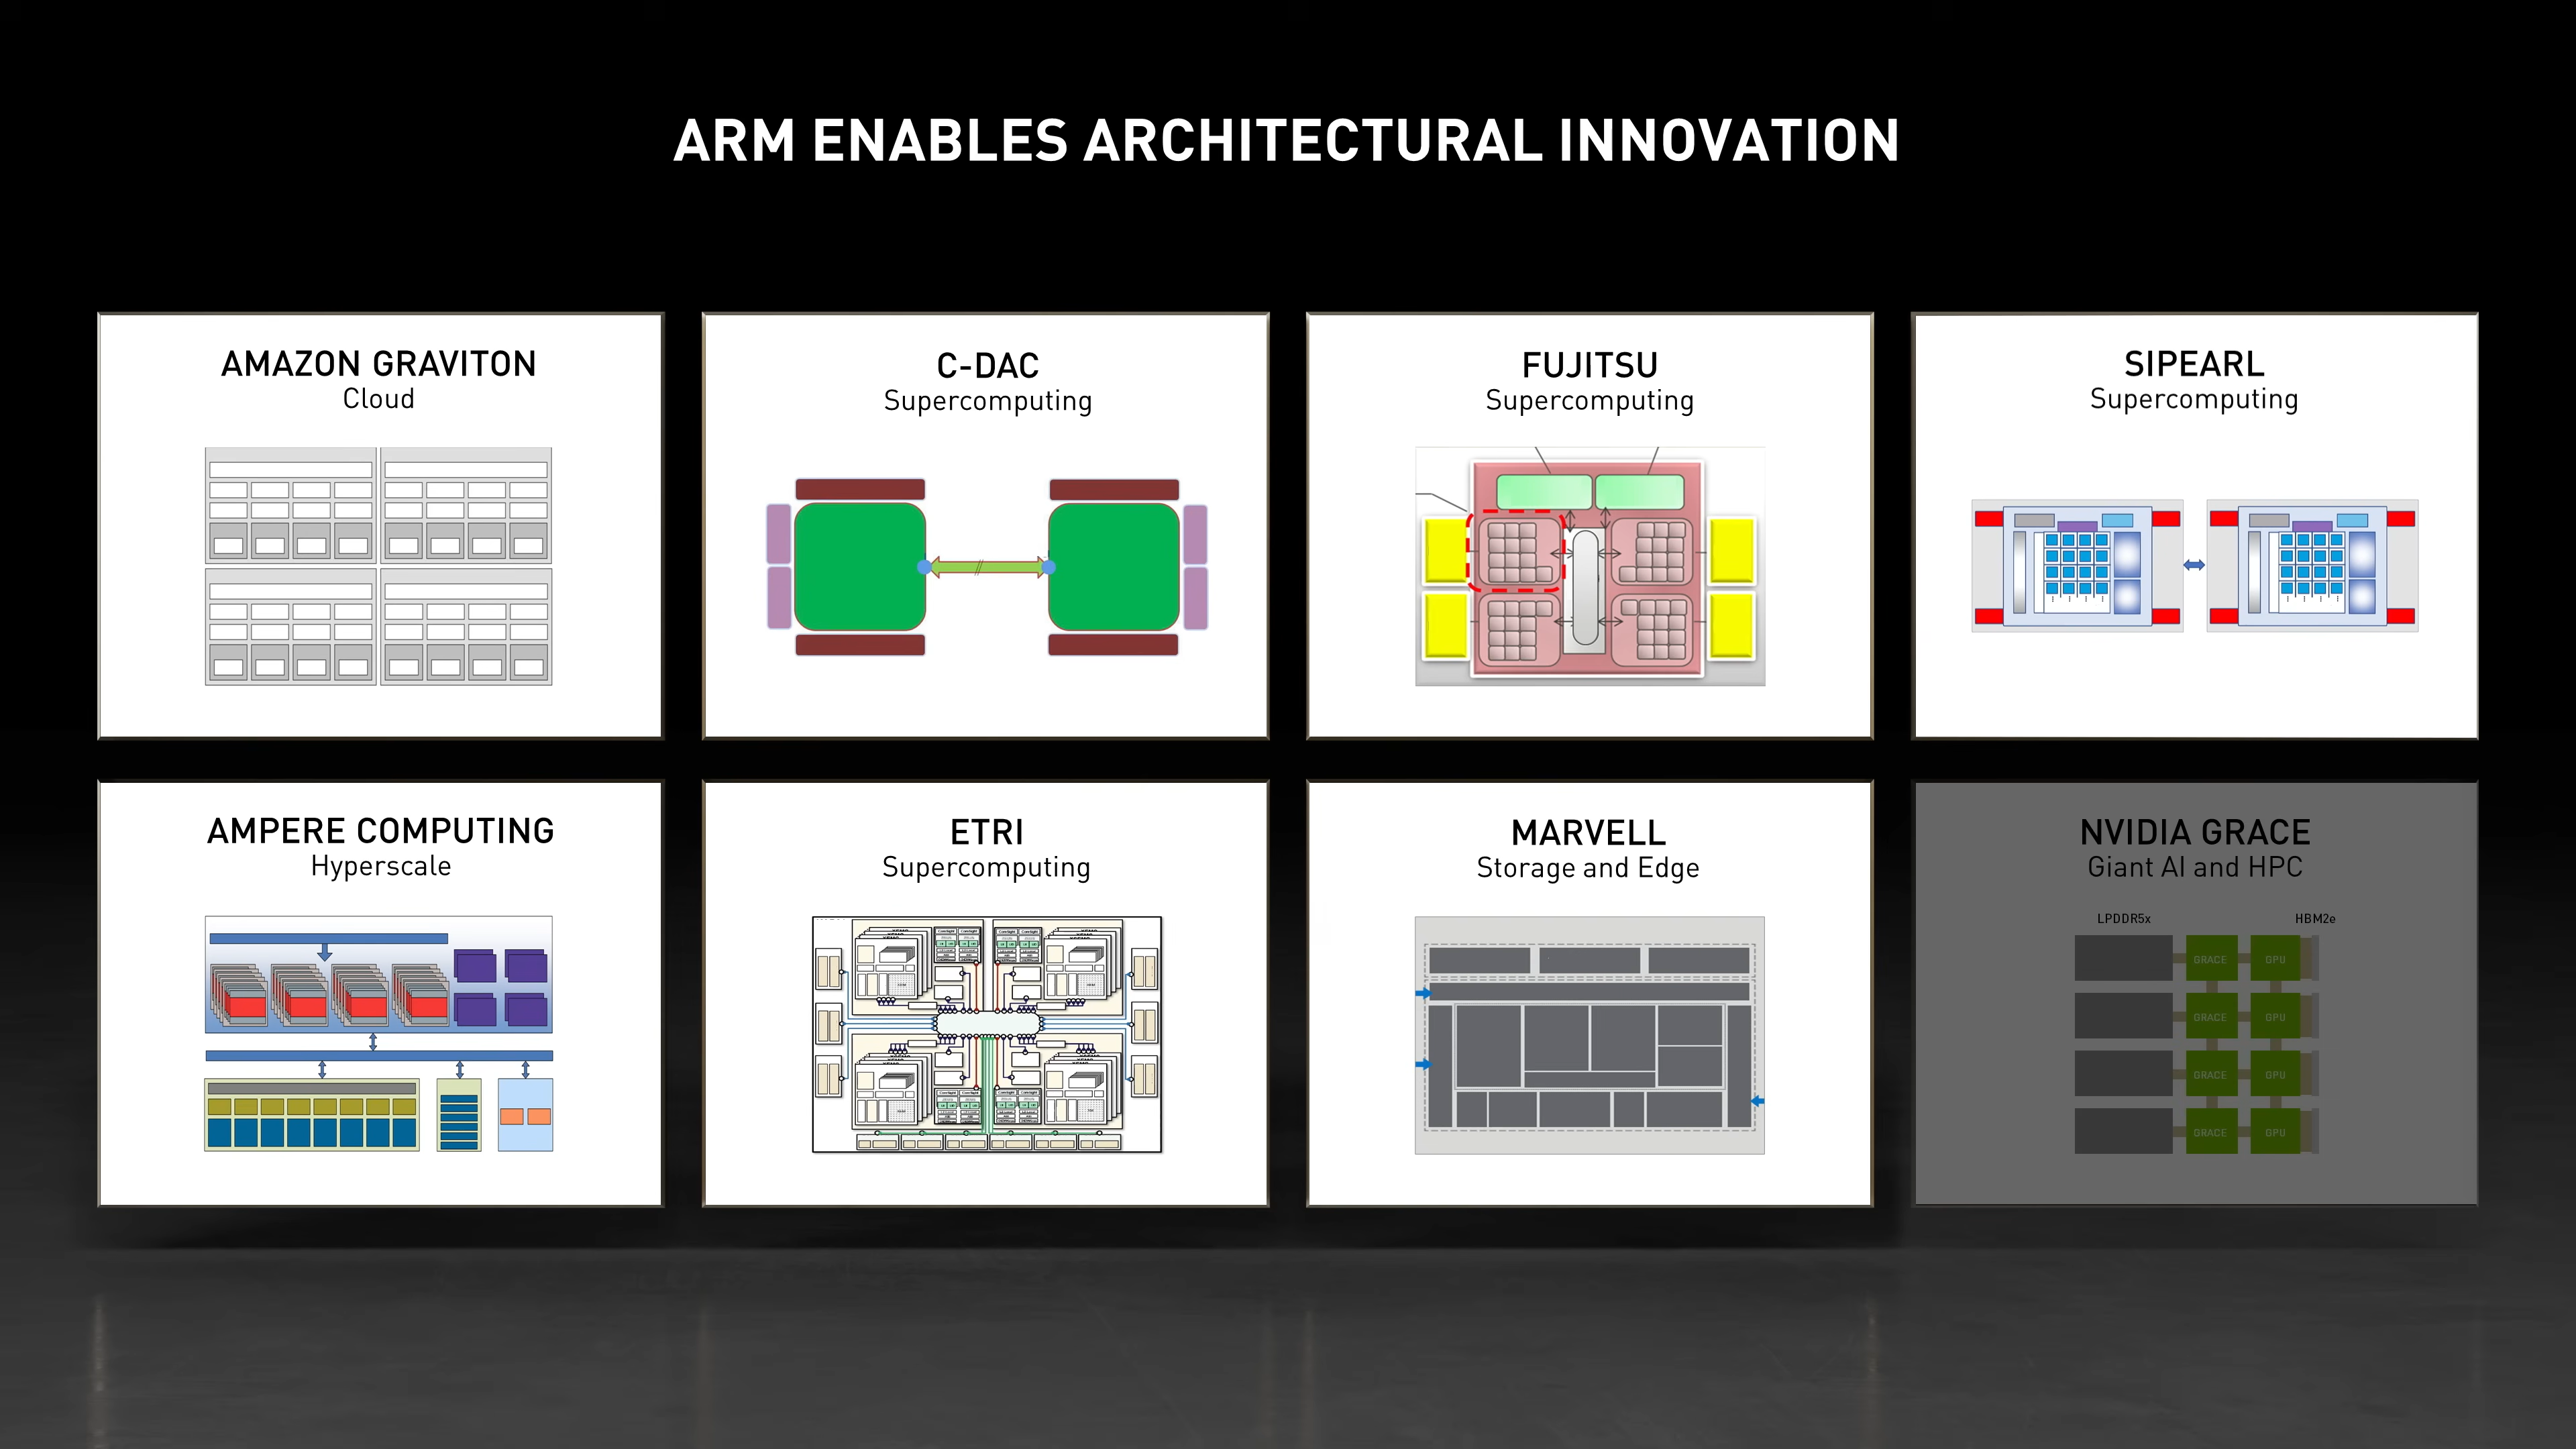 ARM ENABLES ARCHITECTURAL INNOVATION
AMAZON GRAVITON
Cloud
C-DAC
Supercomputing
FUJITSU
Supercomputing
SIPEARL
Supercomputing
AMPERE COMPUTING
Hyperscale
ETRI
Supercomputing
MARVELL
Storage and Edge
NVIDIA GRACE
Giant AI and HPC
LPDDR5x
HBM2e
GRACE
GPU
GRACE
GPU
GRACE
GPU
GRACE
GPU